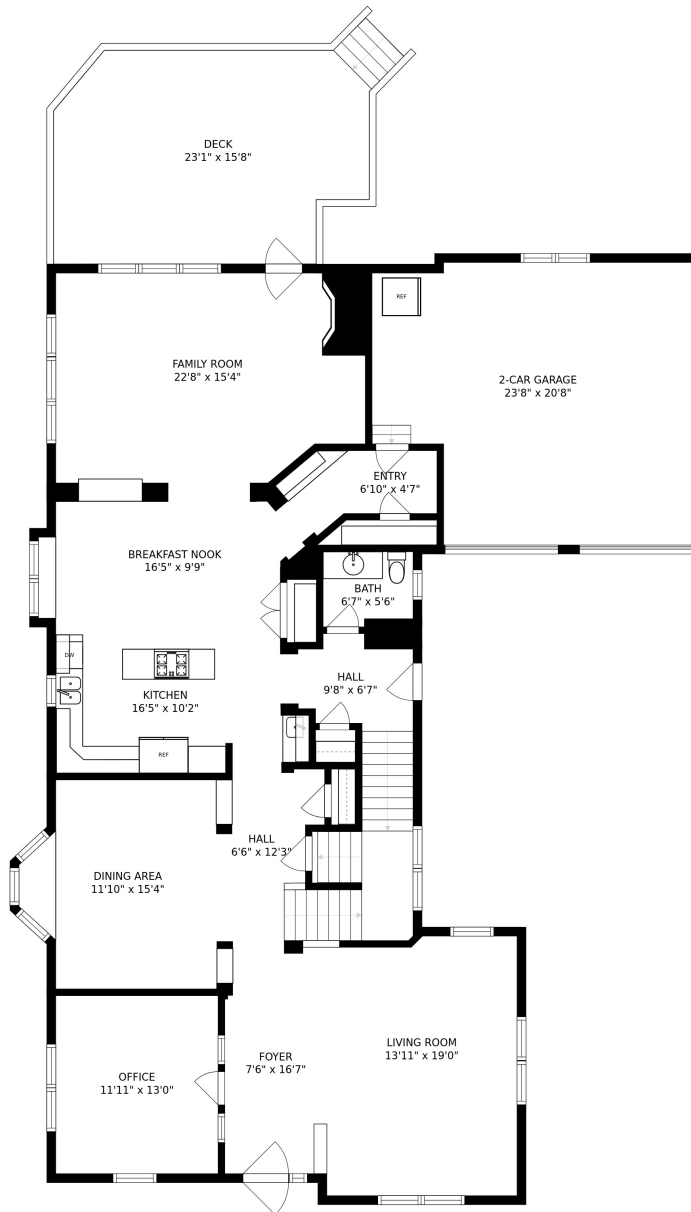 DECK
23'1" x 15'8"
REF
FAMILY ROOM
22'8" x 15'4"
2-CAR GARAGE
23'8" x 20'8"
ENTRY
6'10" x 4'7"
BREAKFAST NOOK
16'5" x 9'9"
BATH
6'7" x 5'6"
DW
HALL
9'8" x 6'7"
KITCHEN
16'5" x 10'2"
REF
HALL
6'6" x 12'3"
DINING AREA
11'10" x 15'4"
LIVING ROOM
13'11" x 19'0"
FOYER
7'6" x 16'7"
OFFICE
11'11" x 13'0"